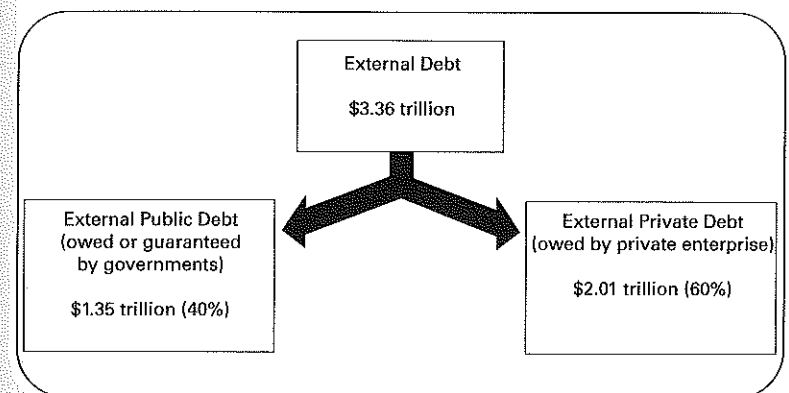 External Debt
$3.36 trillion
External Public Debt
(owed or guaranteed
by governments)
$1.35 trillion (40%)
External Private Debt
(owed by private enterprise)
$2.01 trillion (60%)